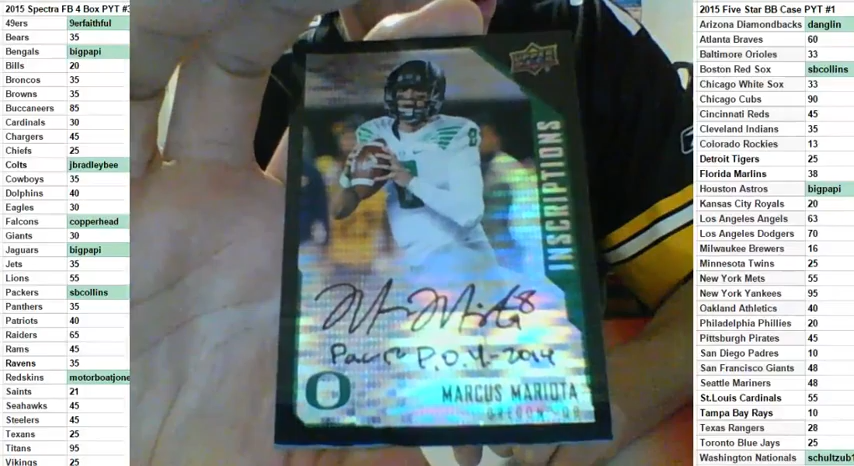 2015 Spectra FB 4 Box PYT #3
49ers 9erfaithful
Bears 35
Bengals bigpapi
Bills 20
Broncos 35
Browns 35
Buccaneers 85
Cardinals 30
Chargers 45
Chiefs 25
Colts jbradleybee
Cowboys 35
Dolphins 40
Eagles 30
Falcons copperhead
Giants 30
Jaguars bigpapi
Jets 35
Lions 55
Packers sbcollins
Panthers 35
Patriots 40
Raiders 65
Rams 45
Ravens 35
Redskins motorboatjone
Saints 21
Seahawks 45
Steelers 45
Texans 25
Titans 95
Vikings 25
UPPER DECK
INSCRIPTIONS
8
P.O.Y-2014
O
MARCUS MARIOTA
OREGON QB
2015 Five Star BB Case PYT #1
Arizona Diamondbacks danglin
Atlanta Braves 60
Baltimore Orioles 33
Boston Red Sox sbcollins
Chicago White Sox 33
Chicago Cubs 90
Cincinnati Reds 45
Cleveland Indians 35
Colorado Rockies 13
Detroit Tigers 25
Florida Marlins 38
Houston Astros bigpapi
Kansas City Royals 20
Los Angeles Angels 63
Los Angeles Dodgers 70
Milwaukee Brewers 16
Minnesota Twins 25
New York Mets 55
New York Yankees 95
Oakland Athletics 40
Philadelphia Phillies 20
Pittsburgh Pirates 45
San Diego Padres 10
San Francisco Giants 48
Seattle Mariners 48
St.Louis Cardinals 55
Tampa Bay Rays 10
Texas Rangers 28
Toronto Blue Jays 25
Washington Nationals schultzub1